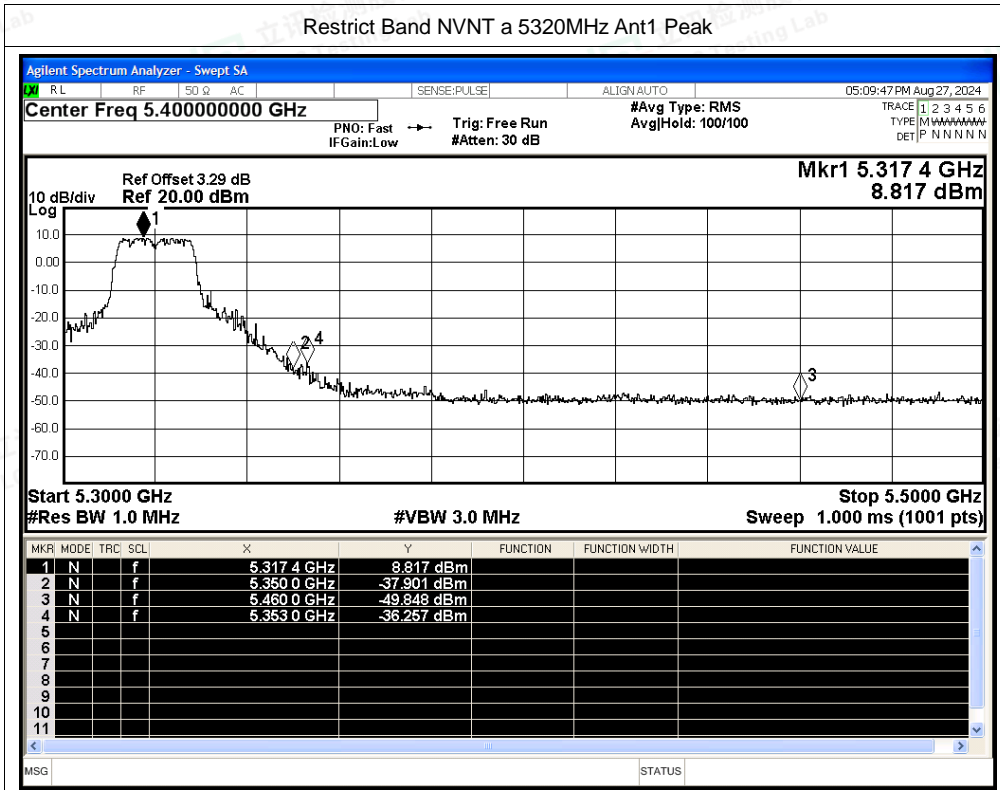 Restrict Band NVNT a 5320MHz Ant1 Peak
Agilent Spectrum Analyzer - Swept SA
LXI RL RF 50 Ω AC SENSE:PULSE ALIGN AUTO 05:09:47 PM Aug 27, 2024
Center Freq 5.400000000 GHz #Avg Type: RMS TRACE 1 2 3 4 5 6
PNO: Fast Trig: Free Run Avg|Hold: 100/100 TYPE M WWWWW
IFGain:Low #Atten: 30 dB DET P N N N N N
Mkr1 5.317 4 GHz
Ref Offset 3.29 dB
10 dB/div Ref 20.00 dBm 8.817 dBm
Log
1
10.0
0.00
-10.0
-20.0
-30.0
2 4
-40.0
3
-50.0
-60.0
-70.0
Start 5.3000 GHz Stop 5.5000 GHz
#Res BW 1.0 MHz #VBW 3.0 MHz Sweep 1.000 ms (1001 pts)
MKR MODE TRC SCL X Y FUNCTION FUNCTION WIDTH FUNCTION VALUE
1 N f 5.317 4 GHz 8.817 dBm
2 N f 5.350 0 GHz -37.901 dBm
3 N f 5.460 0 GHz -49.848 dBm
4 N f 5.353 0 GHz -36.257 dBm
5
6
7
8
9
10
11
MSG STATUS